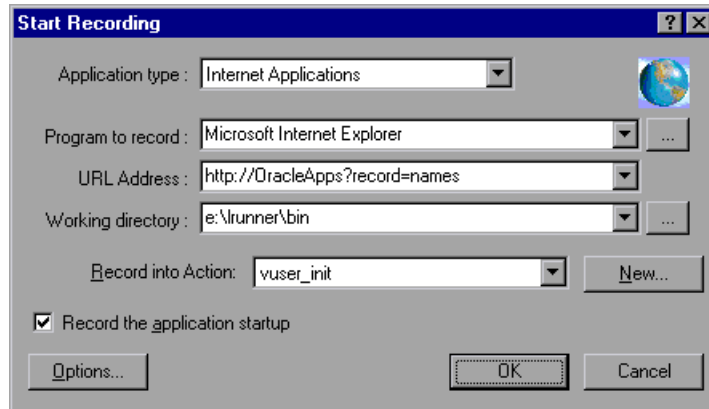 Start Recording
Application type : Internet Applications
Program to record : Microsoft Internet Explorer ...
URL Address : http://OracleApps?record=names
Working directory : e:\lrunner\bin ...
Record into Action: vuser_init New...
Record the application startup
Options... OK Cancel